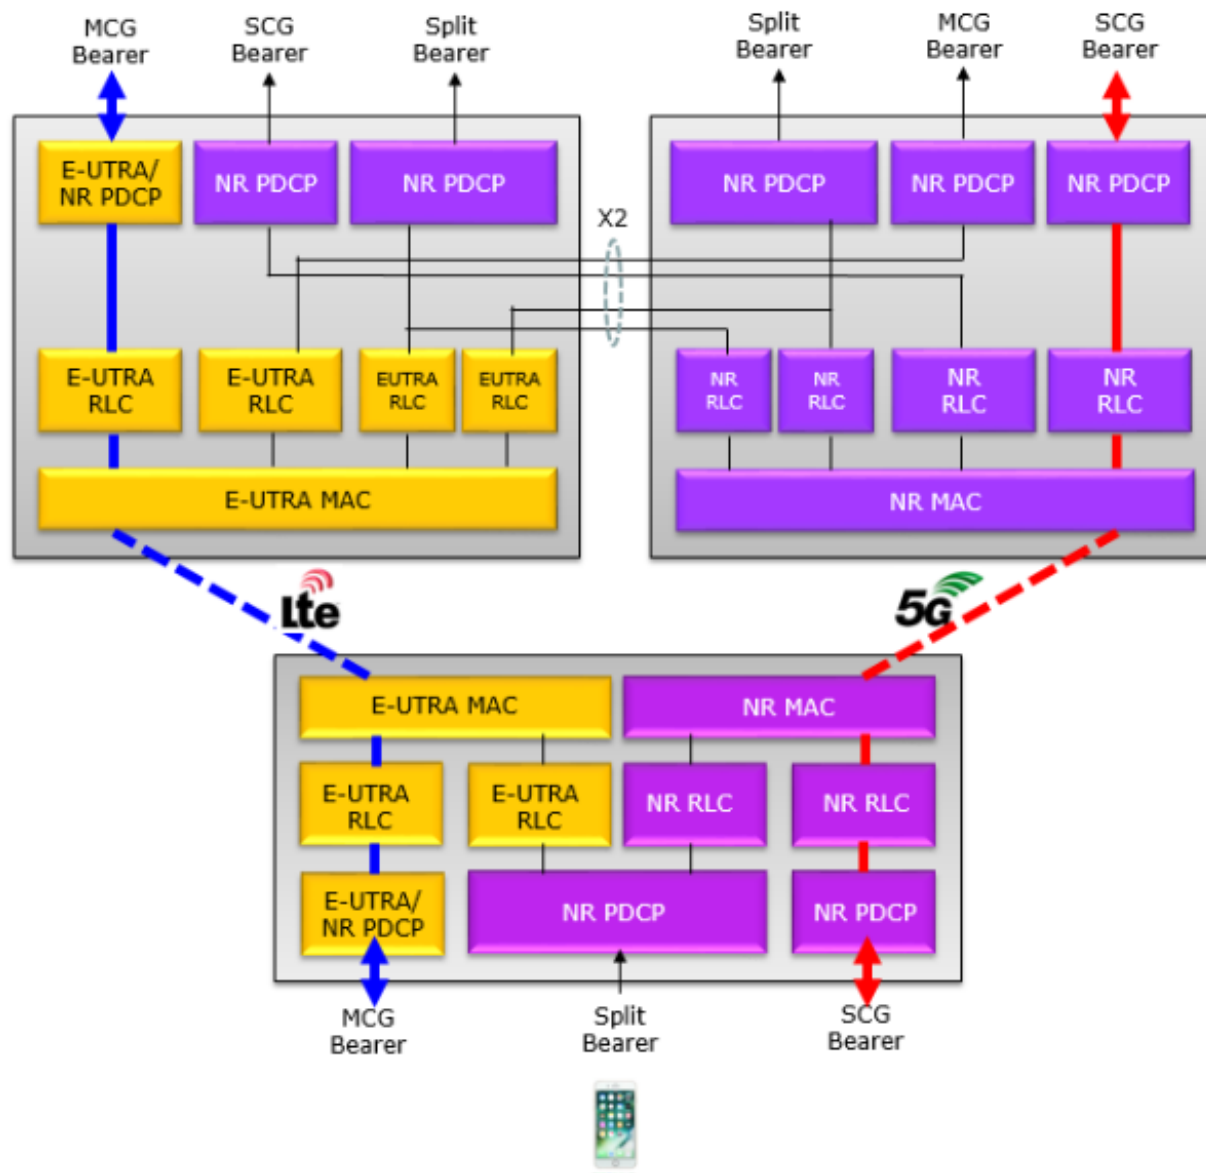 MCG
Bearer
SCG
Bearer
Split
Bearer
Split
Bearer
MCG
Bearer
SCG
Bearer
E-UTRA/
NR PDCP
NR PDCP
NR PDCP
NR PDCP
NR PDCP
NR PDCP
X2
E-UTRA
RLC
E-UTRA
RLC
EUTRA
RLC
EUTRA
RLC
NR
RLC
NR
RLC
NR
RLC
NR
RLC
E-UTRA MAC
NR MAC
Lte
5G
E-UTRA MAC
NR MAC
E-UTRA
RLC
E-UTRA
RLC
NR RLC
NR RLC
E-UTRA/
NR PDCP
NR PDCP
NR PDCP
MCG
Bearer
Split
Bearer
SCG
Bearer